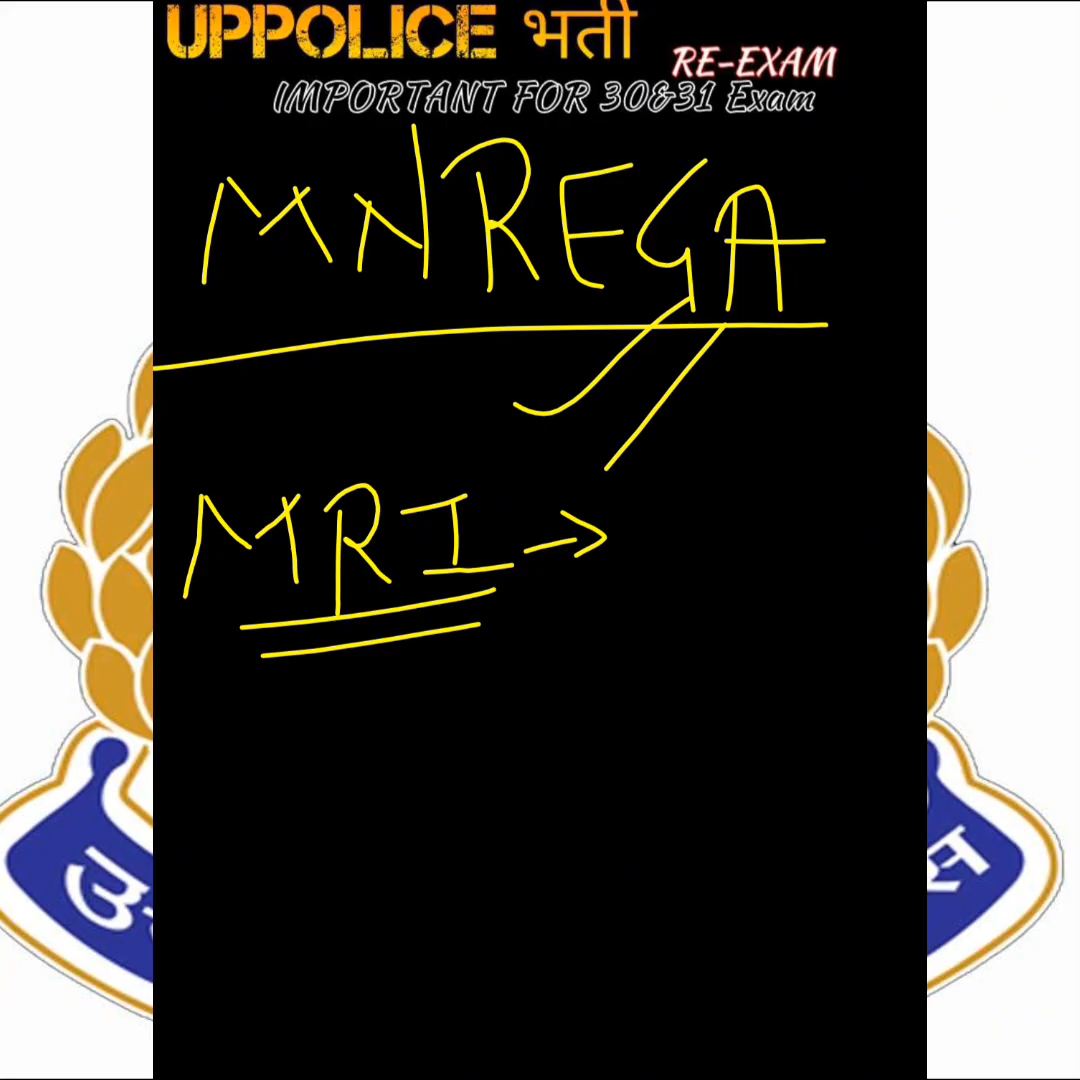 UPPOLICE भर्ती
RE-EXAM
IMPORTANT FOR 30&31 Exam
MNREGA
MRI →
उ
स